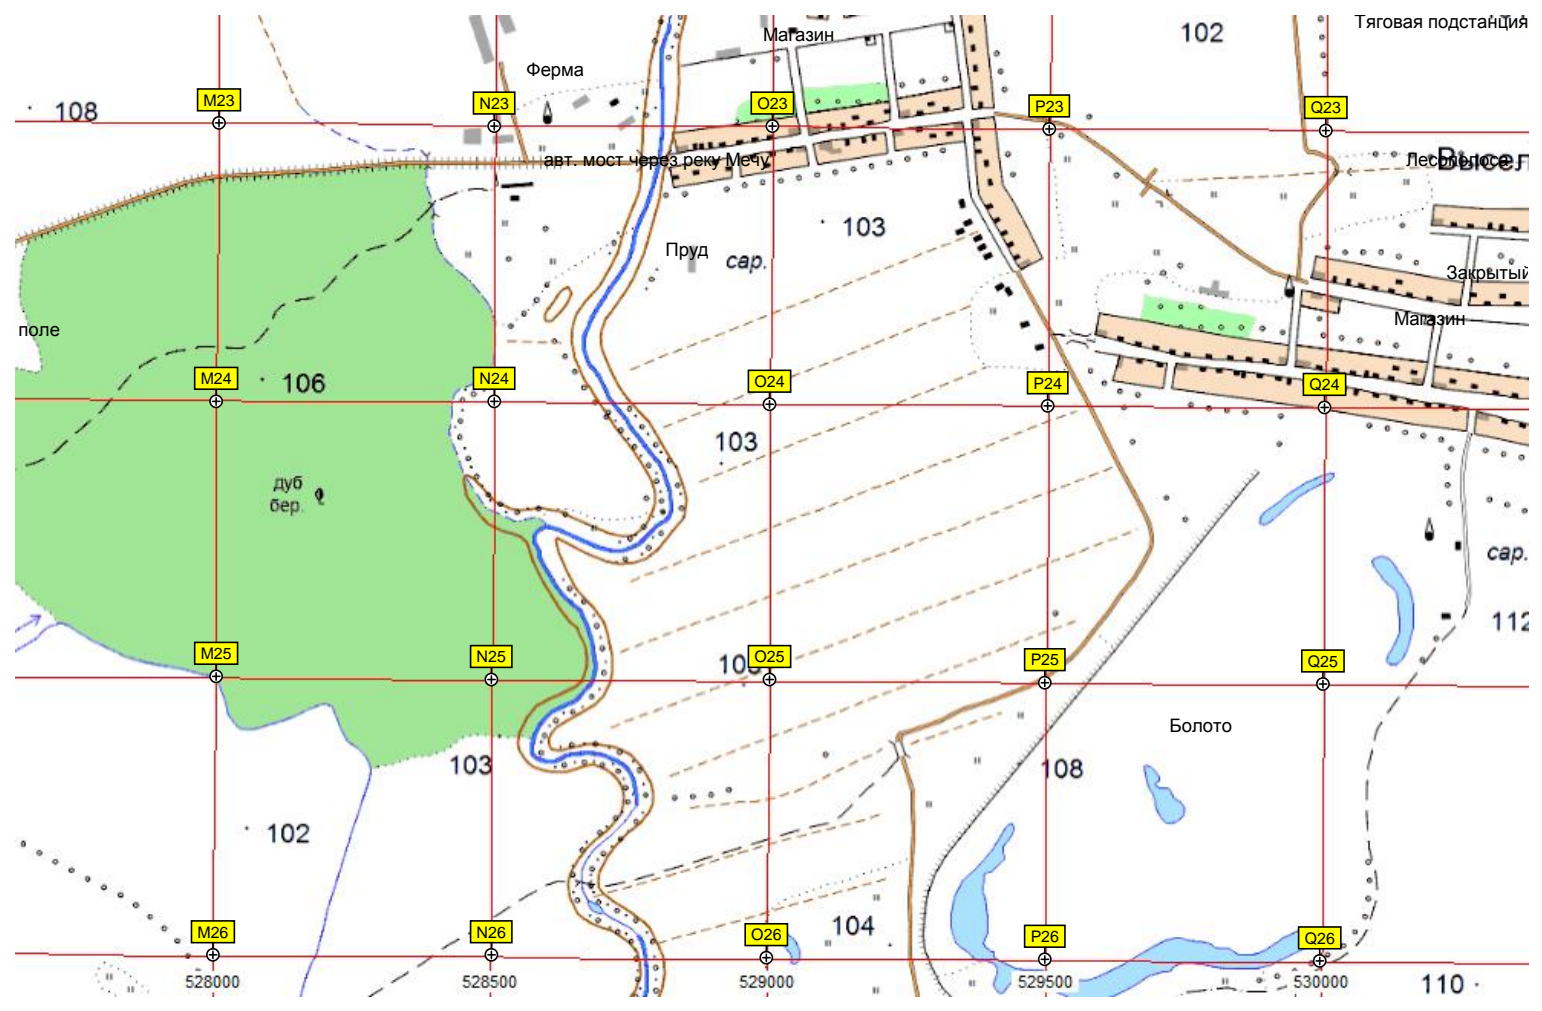 Тяговая подстанция
102
Магазин
Ферма
M23
N23
O23
P23
Q23
108
авт. мост через реку Мечу
Лесополоса
103
Пруд
сар.
Закрытый
поле
Магазин
M24
N24
O24
P24
Q24
106
103
дуб
бер.
сар.
112
M25
N25
O25
P25
Q25
Болото
103
108
102
104
M26
N26
O26
P26
Q26
528000
528500
529000
529500
530000
110